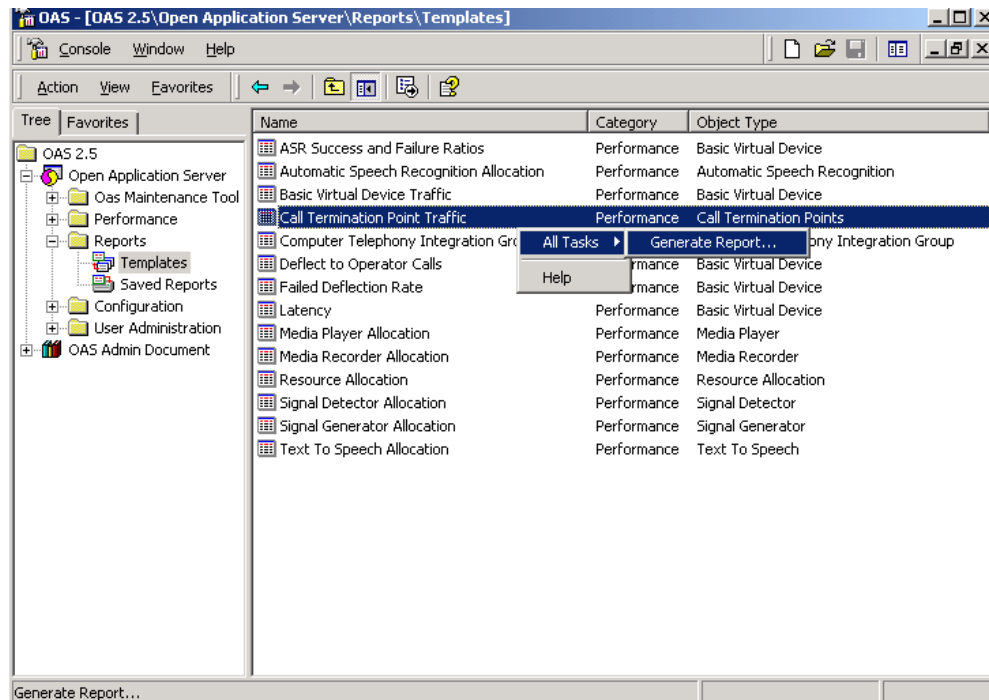 OAS - [OAS 2.5\Open Application Server\Reports\Templates]
Console Window Help
Action View Favorites
Tree Favorites
OAS 2.5
Open Application Server
Oas Maintenance Tool
Performance
Reports
Templates
Saved Reports
Configuration
User Administration
OAS Admin Document
Name Category Object Type
ASR Success and Failure Ratios Performance Basic Virtual Device
Automatic Speech Recognition Allocation Performance Automatic Speech Recognition
Basic Virtual Device Traffic Performance Basic Virtual Device
Call Termination Point Traffic Performance Call Termination Points
Computer Telephony Integration Gro All Tasks Generate Report... ony Integration Group
Deflect to Operator Calls rmance Basic Virtual Device
Help
Failed Deflection Rate rmance Basic Virtual Device
Latency Performance Basic Virtual Device
Media Player Allocation Performance Media Player
Media Recorder Allocation Performance Media Recorder
Resource Allocation Performance Resource Allocation
Signal Detector Allocation Performance Signal Detector
Signal Generator Allocation Performance Signal Generator
Text To Speech Allocation Performance Text To Speech
Generate Report...